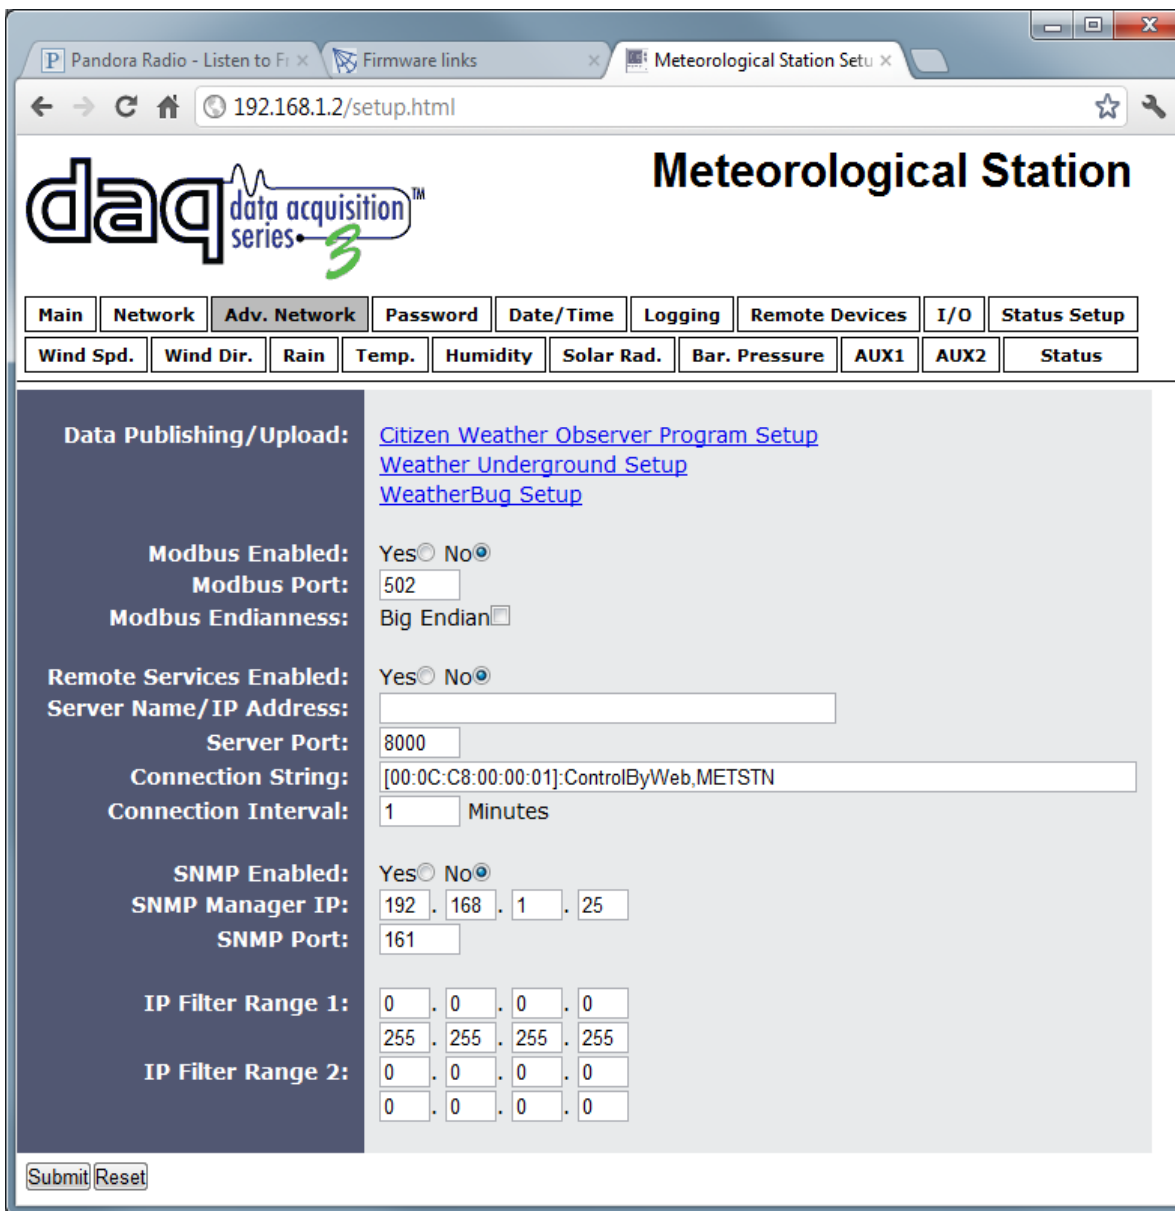 Pandora Radio - Listen to Fr
Firmware links
Meteorological Station Setu
192.168.1.2/setup.html
daq data acquisition series 3 ™
Meteorological Station
Main Network Adv. Network Password Date/Time Logging Remote Devices I/O Status Setup
Wind Spd. Wind Dir. Rain Temp. Humidity Solar Rad. Bar. Pressure AUX1 AUX2 Status
Data Publishing/Upload: Citizen Weather Observer Program Setup
Weather Underground Setup
WeatherBug Setup
Modbus Enabled: Yes No
Modbus Port: 502
Modbus Endianness: Big Endian
Remote Services Enabled: Yes No
Server Name/IP Address:
Server Port: 8000
Connection String: [00:0C:C8:00:00:01]:ControlByWeb,METSTN
Connection Interval: 1 Minutes
SNMP Enabled: Yes No
SNMP Manager IP: 192 . 168 . 1 . 25
SNMP Port: 161
IP Filter Range 1: 0 . 0 . 0 . 0
255 . 255 . 255 . 255
IP Filter Range 2: 0 . 0 . 0 . 0
0 . 0 . 0 . 0
Submit Reset